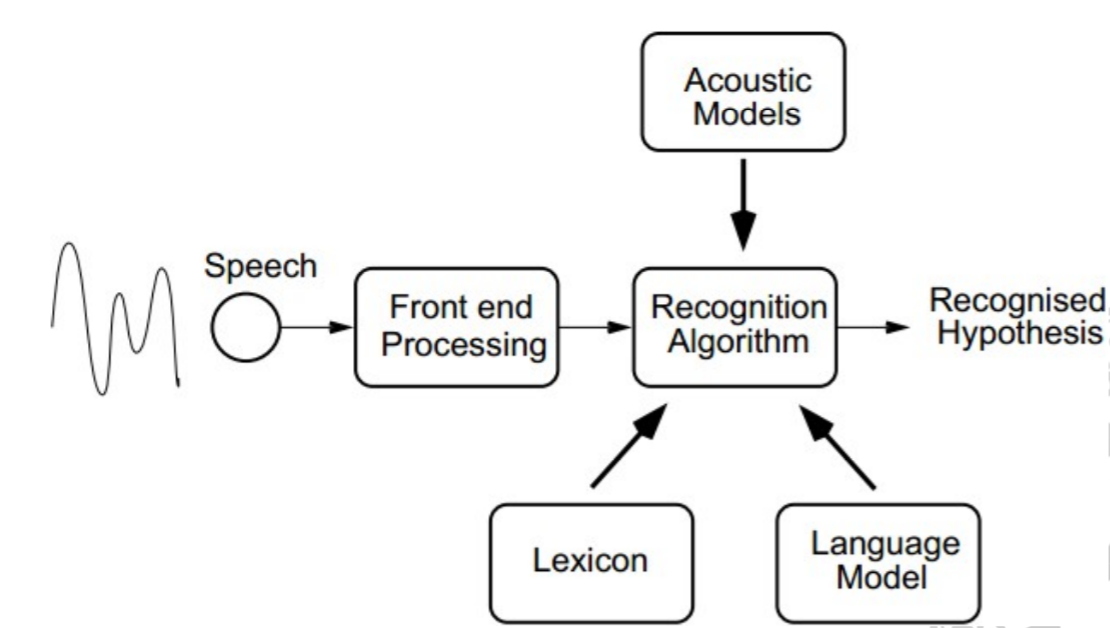 Acoustic
Models
Speech
Front end
Processing
Recognition
Algorithm
Recognised
Hypothesis
Lexicon
Language
Model